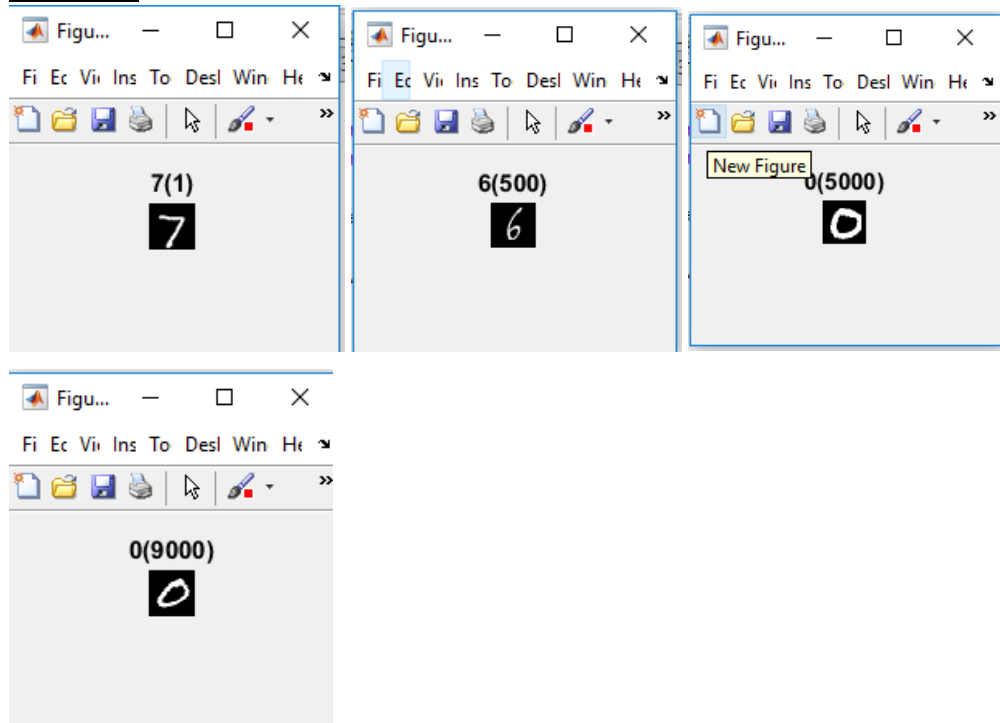 Figu...
Fi Ec Vi Ins To Desl Win He
7(1)
7
Figu...
Fi Ec Vi Ins To Desl Win He
6(500)
6
Figu...
Fi Ec Vi Ins To Desl Win He
New Figure
0(5000)
0
Figu...
Fi Ec Vi Ins To Desl Win He
0(9000)
0